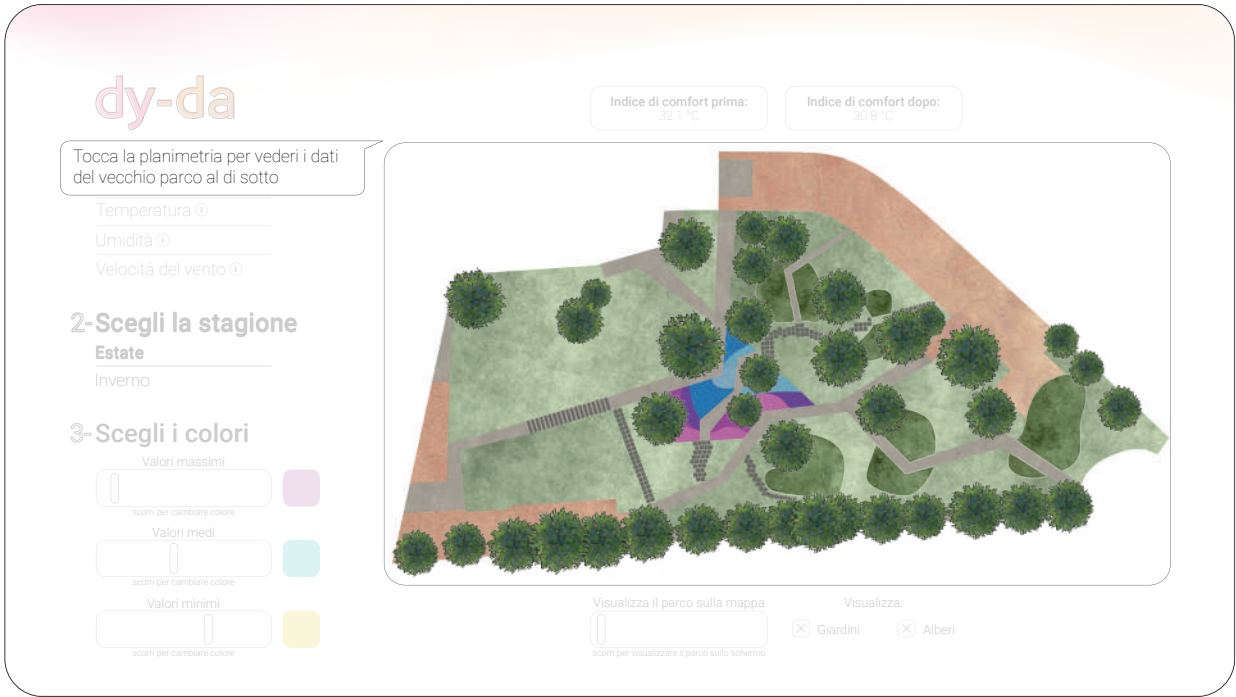 dy-da
Indice di comfort prima:
32.1 °C
Indice di comfort dopo:
30.8 °C
Tocca la planimetria per vederi i dati
del vecchio parco al di sotto
Temperatura i
Umidità i
Velocità del vento i
2-Scegli la stagione
Estate
Inverno
3-Scegli i colori
Valori massimi
scorri per cambiare colore
Valori medi
scorri per cambiare colore
Valori minimi
scorri per cambiare colore
Visualizza il parco sulla mappa
scorri per visualizzare il parco sullo schermo
Visualizza:
Giardini
Alberi